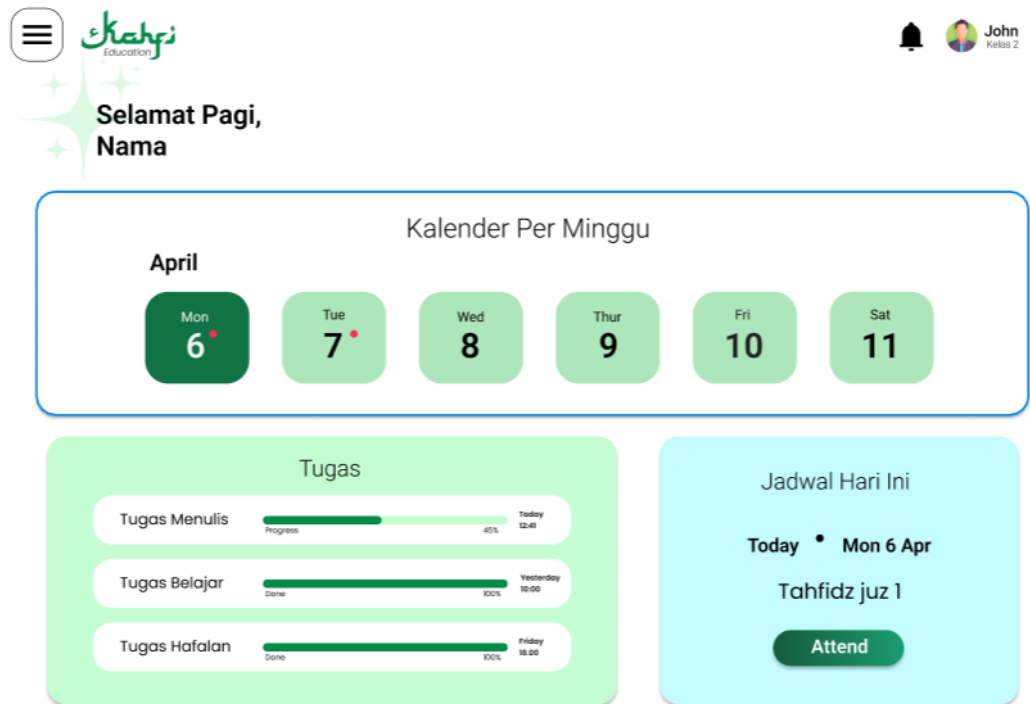 Kahfi
Education
John
Kelas 2
Selamat Pagi,
Nama
Kalender Per Minggu
April
Mon
6
Tue
7
Wed
8
Thur
9
Fri
10
Sat
11
Tugas
Tugas Menulis
Progress
45%
Today
12:41
Tugas Belajar
Done
100%
Yesterday
10:00
Tugas Hafalan
Done
100%
Friday
18.00
Jadwal Hari Ini
Today • Mon 6 Apr
Tahfidz juz 1
Attend